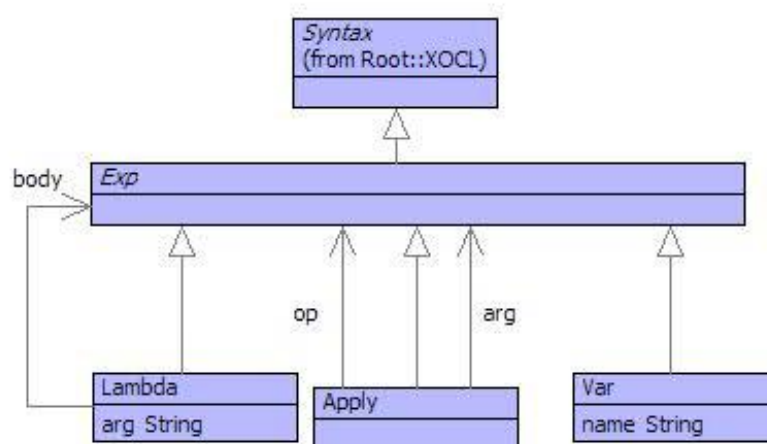 Syntax
(from Root::XOCL)
body
Exp
op
arg
Lambda
arg String
Apply
Var
name String